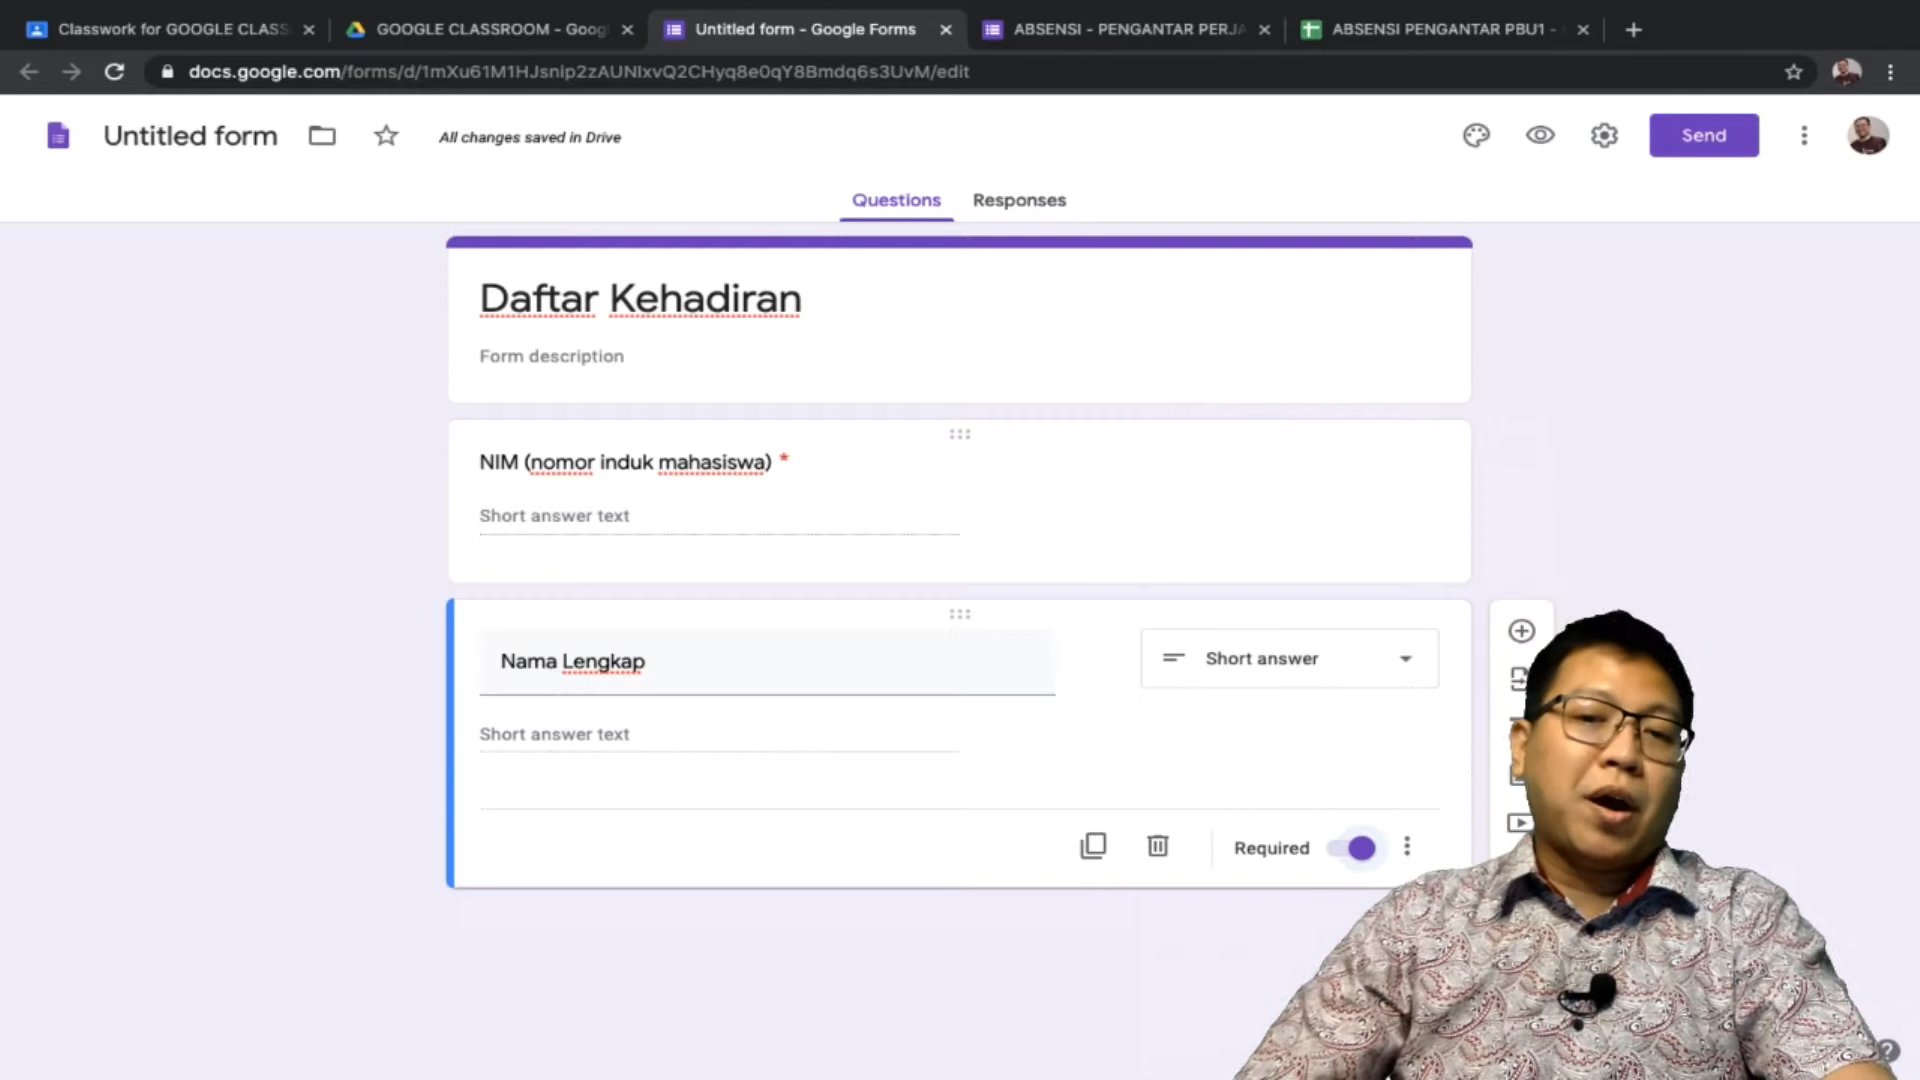 Classwork for GOOGLE CLASS
GOOGLE CLASSROOM - Goog
Untitled form - Google Forms
ABSENSI - PENGANTAR PERJA
ABSENSI PENGANTAR PBU1 -
docs.google.com/forms/d/1mXu61M1HJsnip2zAUNIxvQ2CHyq8e0qY8Bmdq6s3UvM/edit
Untitled form
All changes saved in Drive
Send
Questions
Responses
Daftar Kehadiran
Form description
NIM (nomor induk mahasiswa) *
Short answer text
Nama Lengkap
Short answer
Short answer text
Required